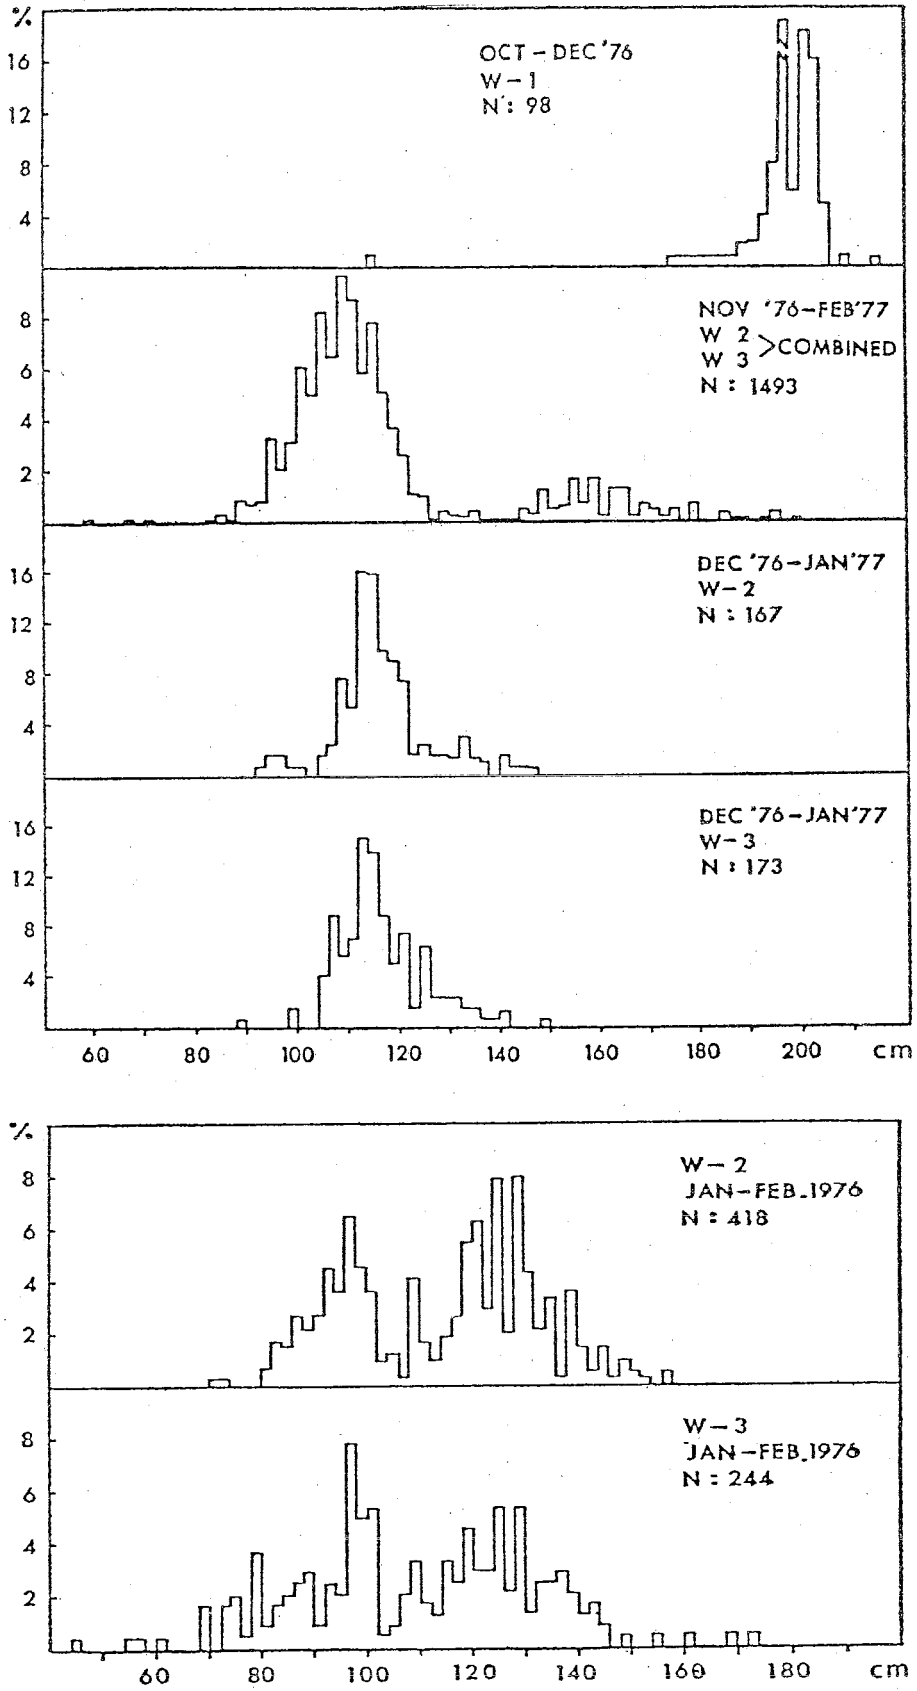 %
16
12
8
4
OCT – DEC '76
W – 1
N : 98
8
6
4
2
NOV '76–FEB'77
W 2
W 3 >COMBINED
N : 1493
16
12
8
4
DEC '76–JAN'77
W – 2
N : 167
16
12
8
4
DEC '76–JAN'77
W – 3
N : 173
60 80 100 120 140 160 180 200 cm
%
8
6
4
2
W – 2
JAN–FEB.1976
N : 418
8
6
4
2
W – 3
JAN–FEB.1976
N : 244
60 80 100 120 140 160 180 cm